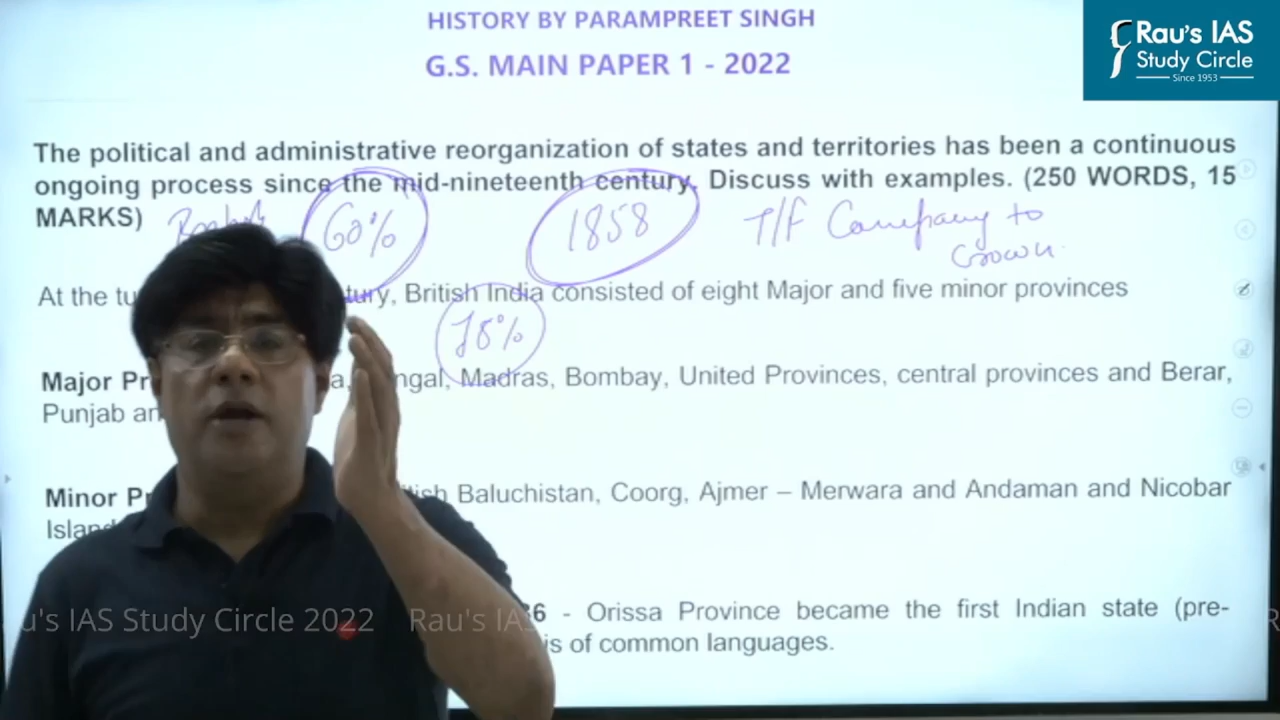 HISTORY BY PARAMPREET SINGH
G.S. MAIN PAPER 1 - 2022
Rau's IAS
Study Circle
Since 1953
The political and administrative reorganization of states and territories has been a continuous
ongoing process since the mid-nineteenth century. Discuss with examples. (250 WORDS, 15
MARKS)
60% 1858 T/f Company to
Crown
At the tu tury, British India consisted of eight Major and five minor provinces
78%
Major Pr a, ngal, Madras, Bombay, United Provinces, central provinces and Berar,
Punjab an
Minor P tish Baluchistan, Coorg, Ajmer – Merwara and Andaman and Nicobar
Island
36 - Orissa Province became the first Indian state (pre-
is of common languages.
u's IAS Study Circle 2022 Rau's IAS